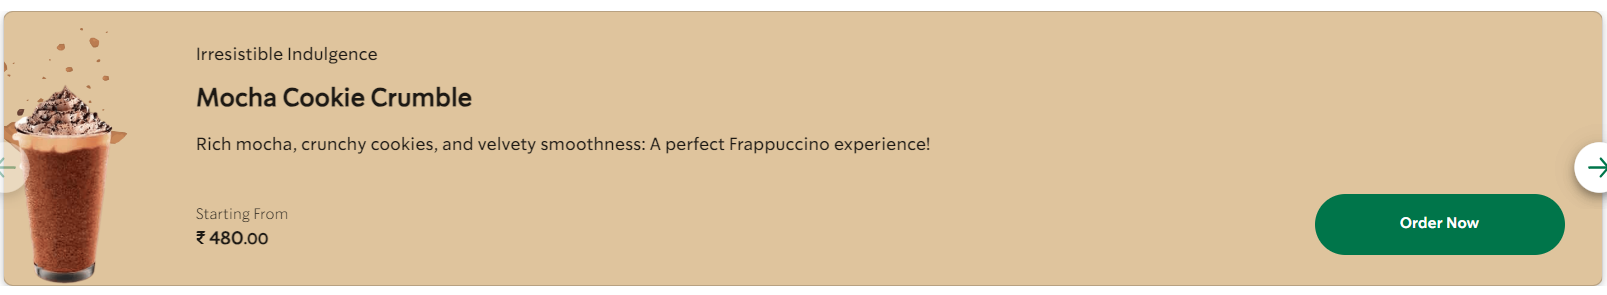 Irresistible Indulgence
Mocha Cookie Crumble
Rich mocha, crunchy cookies, and velvety smoothness: A perfect Frappuccino experience!
Starting From
₹ 480.00
Order Now